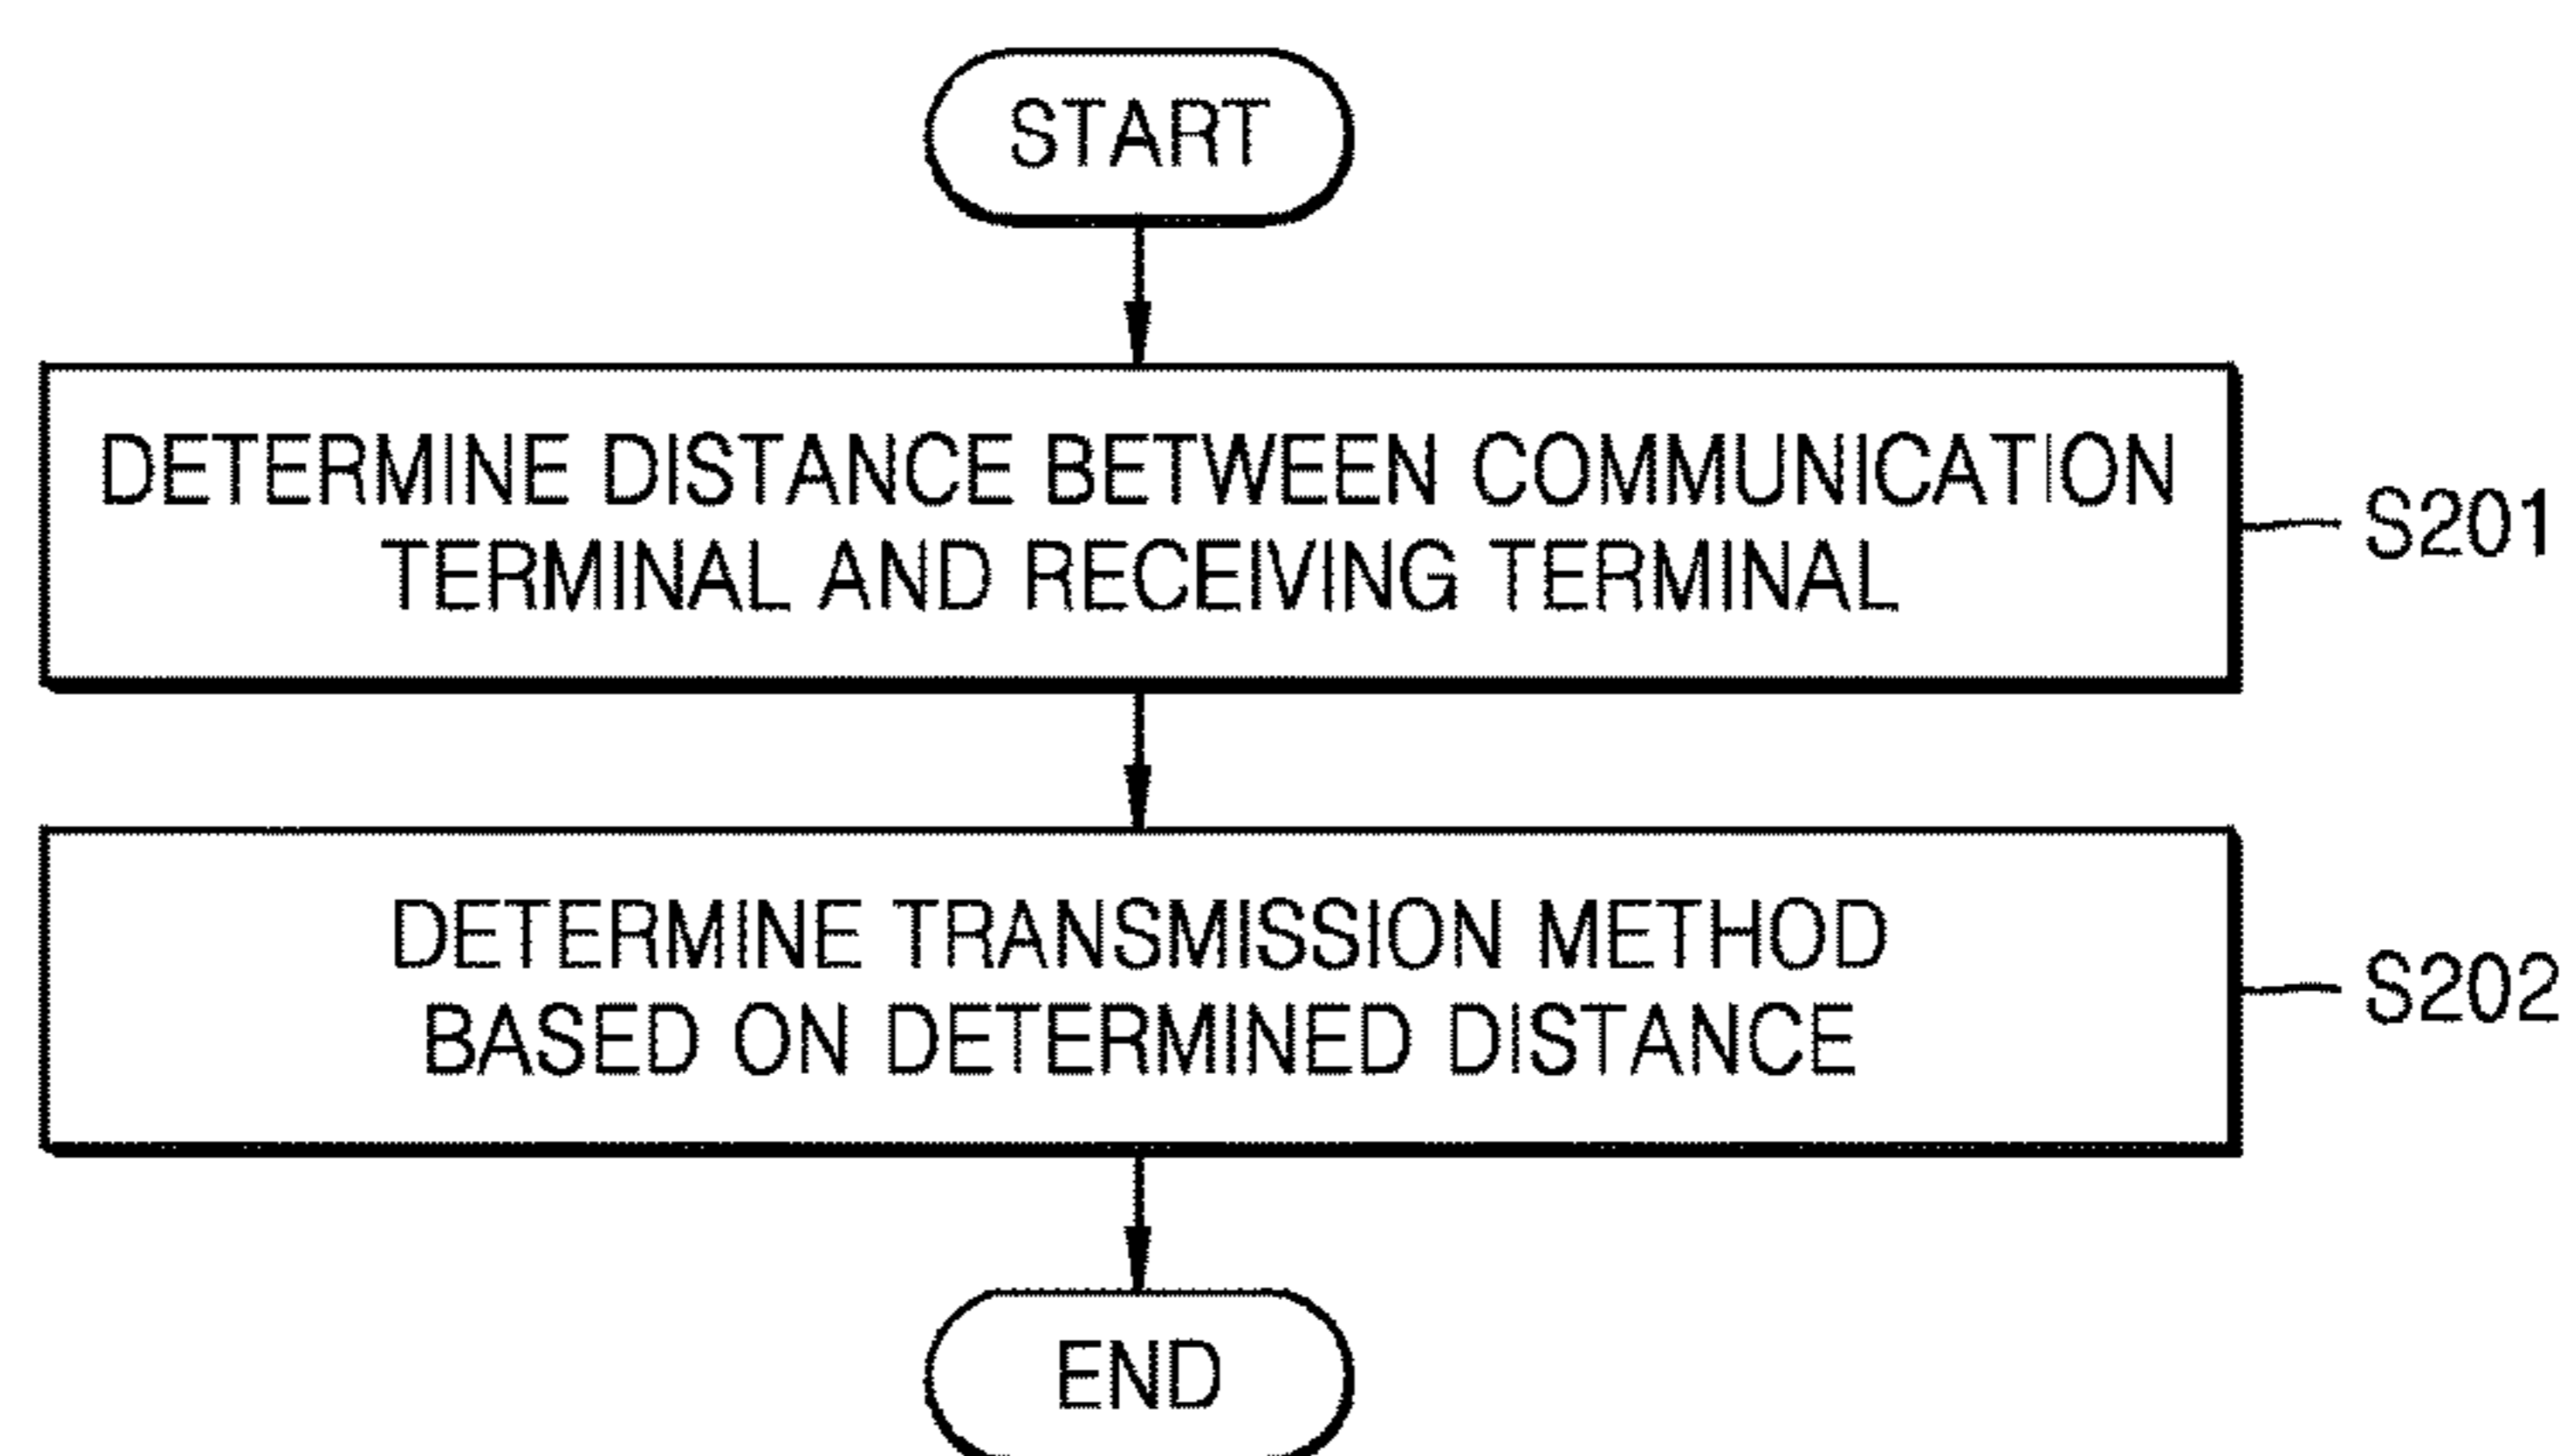 START
DETERMINE DISTANCE BETWEEN COMMUNICATION
TERMINAL AND RECEIVING TERMINAL
S201
DETERMINE TRANSMISSION METHOD
BASED ON DETERMINED DISTANCE
S202
END